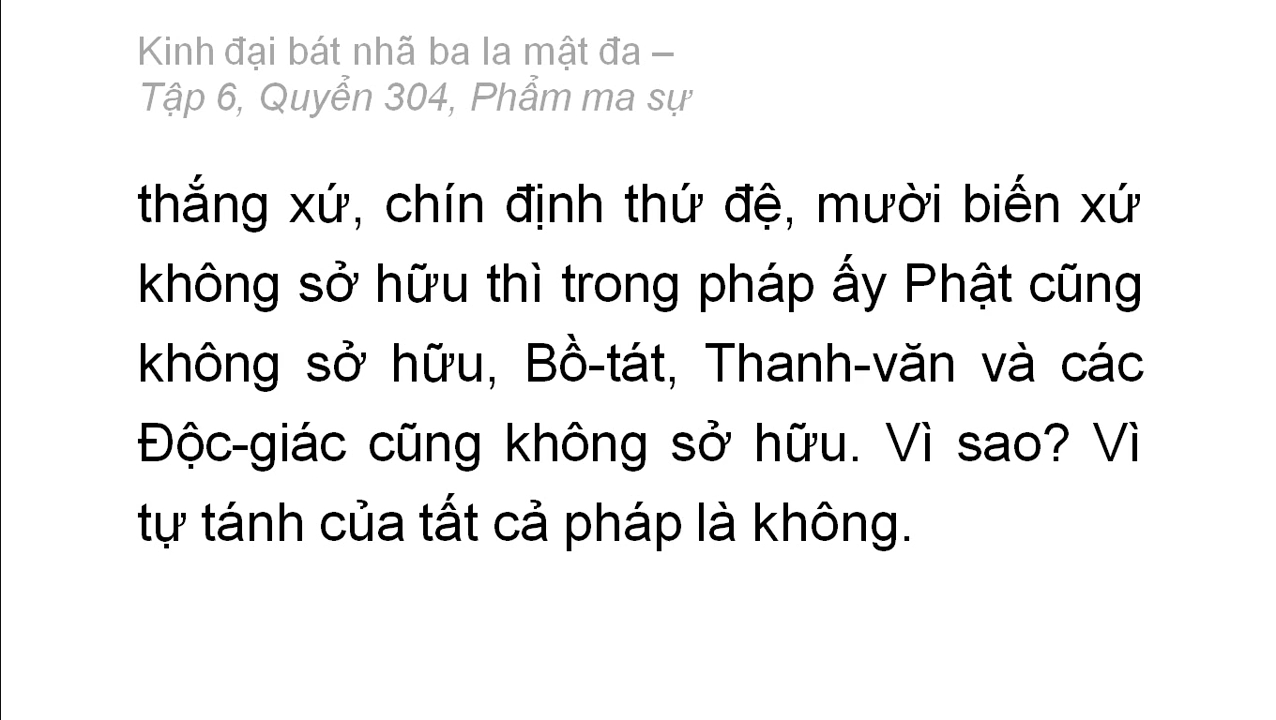 Kinh đại bát nhã ba la mật đa –
Tập 6, Quyển 304, Phẩm ma sự
thắng xứ, chín định thứ đệ, mười biến xứ
không sở hữu thì trong pháp ấy Phật cũng
không sở hữu, Bồ-tát, Thanh-văn và các
Độc-giác cũng không sở hữu. Vì sao? Vì
tự tánh của tất cả pháp là không.